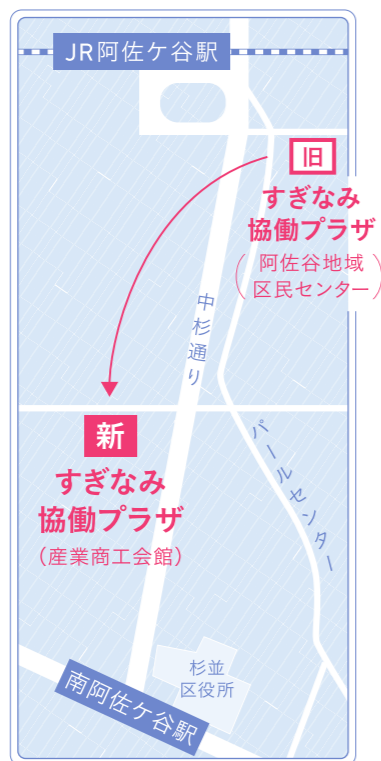 JR阿佐ケ谷駅
旧
すぎなみ
協働プラザ
(阿佐谷地域
区民センター)
中杉通り
新
すぎなみ
協働プラザ
(産業商工会館)
パールセンター
杉並
区役所
南阿佐ケ谷駅